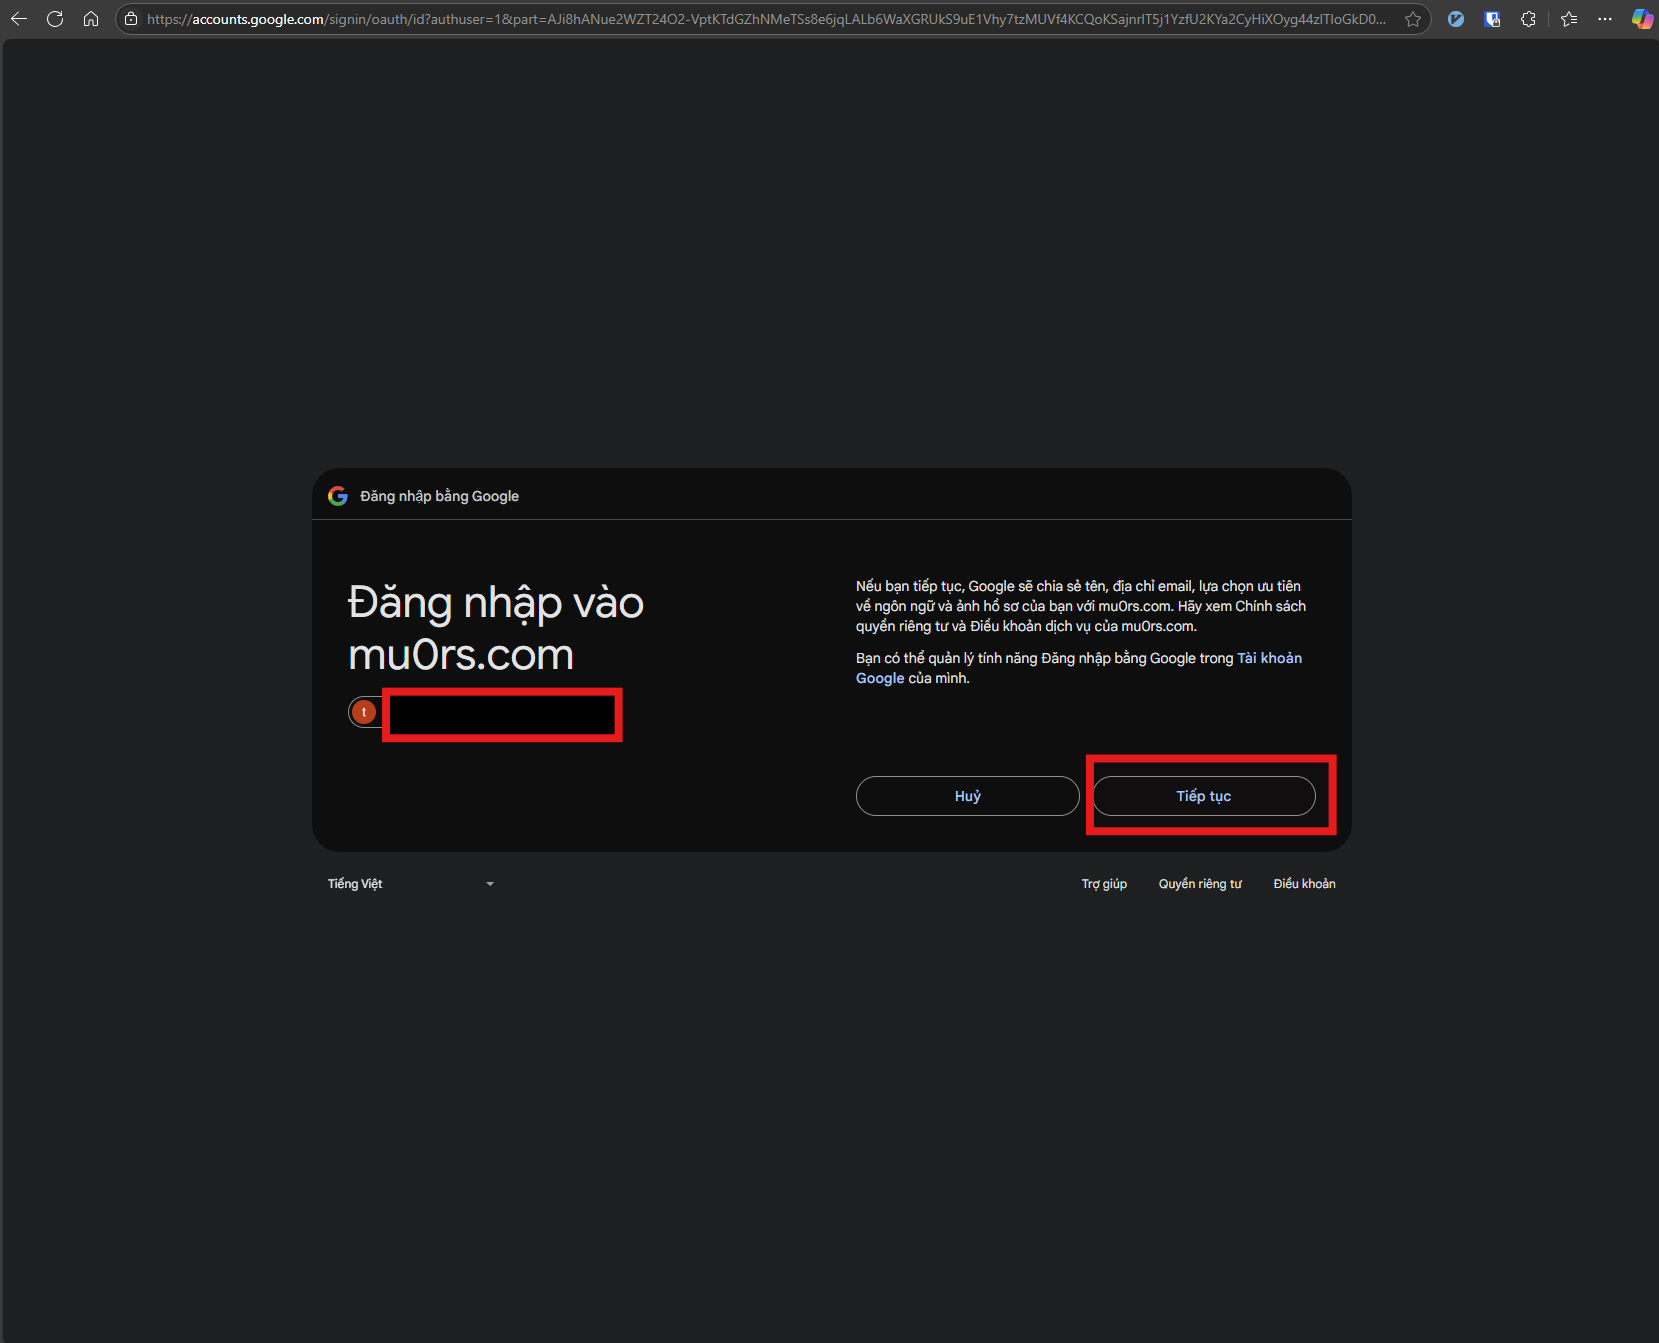 https://accounts.google.com/signin/oauth/id?authuser=1&part=AJi8hANue2WZT24O2-VptKTdGZhNMeTSs8e6jqLALb6WaXGRUkS9uE1Vhy7tzMUVf4KCQoKSajnrlT5j1YzfU2KYa2CyHiXOyg44zITloGkD0...
Đăng nhập bằng Google
Đăng nhập vào
mu0rs.com
t
Nếu bạn tiếp tục, Google sẽ chia sẻ tên, địa chỉ email, lựa chọn ưu tiên
về ngôn ngữ và ảnh hồ sơ của bạn với mu0rs.com. Hãy xem Chính sách
quyền riêng tư và Điều khoản dịch vụ của mu0rs.com.
Bạn có thể quản lý tính năng Đăng nhập bằng Google trong Tài khoản
Google của mình.
Huỷ
Tiếp tục
Tiếng Việt
Trợ giúp
Quyền riêng tư
Điều khoản